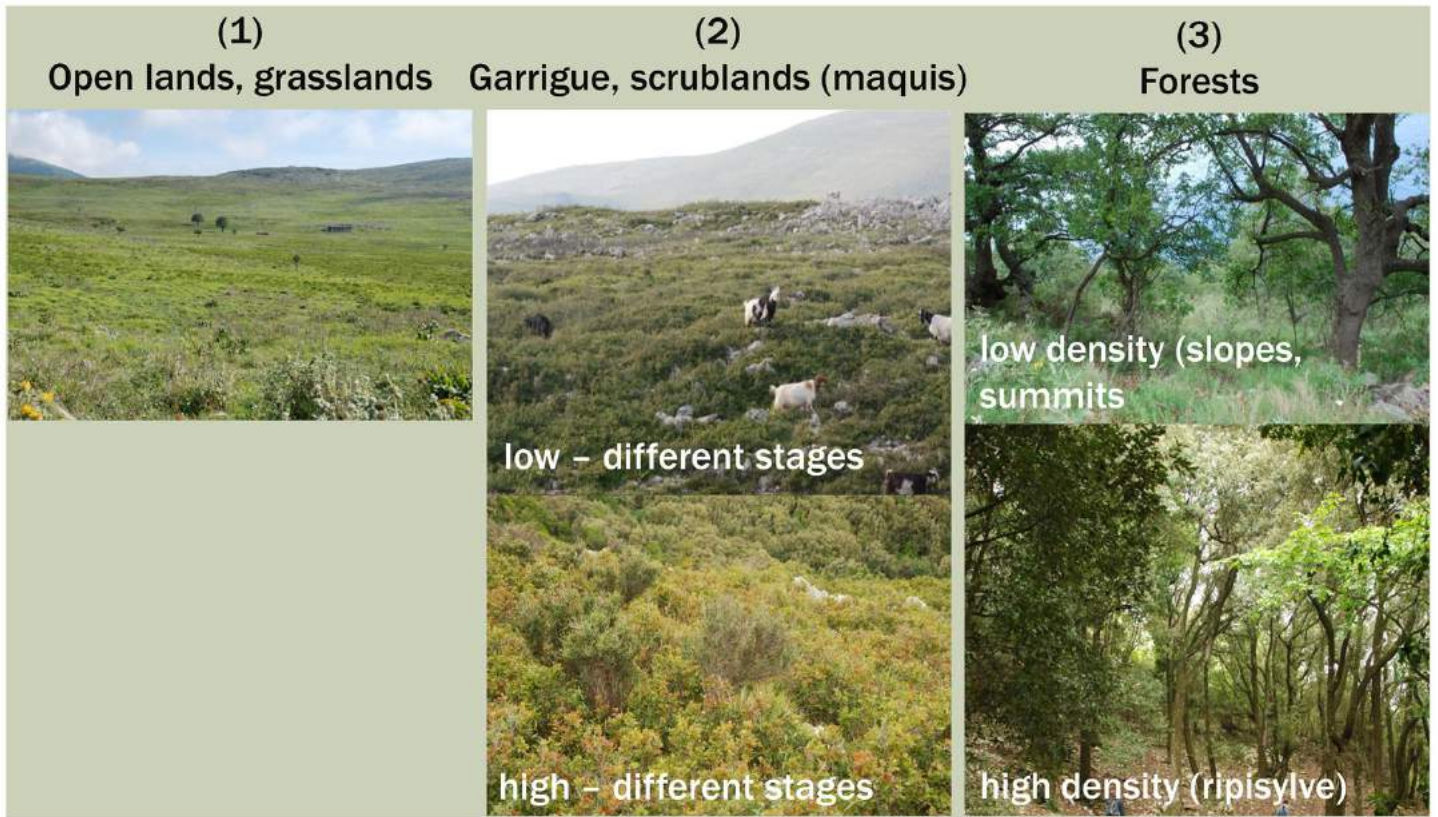 (1)
Open lands, grasslands
(2)
Garrigue, scrublands (maquis)
low – different stages
high – different stages
(3)
Forests
low density (slopes,
summits
high density (ripisylve)